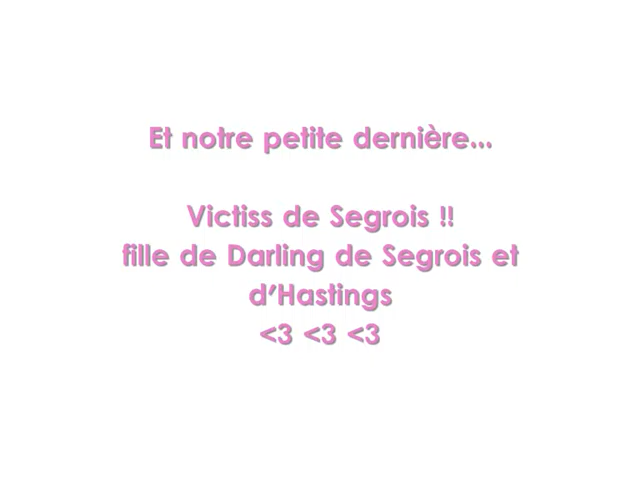 Et notre petite dernière...
Victiss de Segrois !!
fille de Darling de Segrois et
d'Hastings
<3 <3 <3